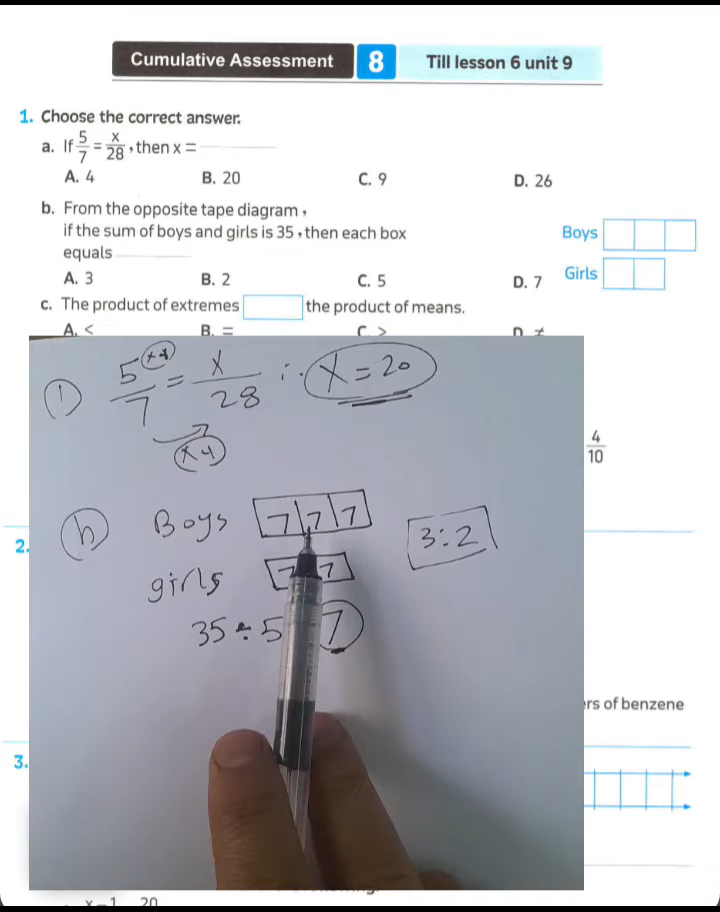 Cumulative Assessment 8 Till lesson 6 unit 9
1. Choose the correct answer.
a. If 5/7 = x/28 , then x =
A. 4 B. 20 C. 9 D. 26
b. From the opposite tape diagram ,
if the sum of boys and girls is 35 , then each box
equals
Boys
Girls
A. 3 B. 2 C. 5 D. 7
c. The product of extremes the product of means.
A. < B. = C. > D. ≠
1 5/7 = x/28 ∴ x = 20
×4
×4
4/10
b Boys 7 7 7
3:2
girls 7 7
35 ÷ 5 7
2.
rs of benzene
3.
x-1 20